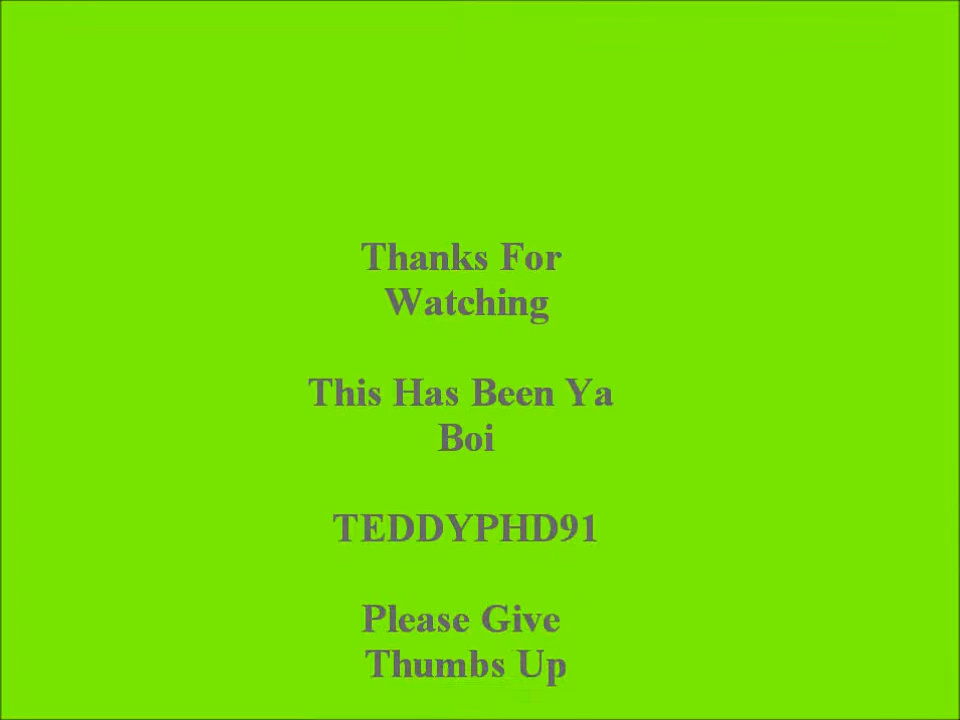 Thanks For
Watching
This Has Been Ya
Boi
TEDDYPHD91
Please Give
Thumbs Up